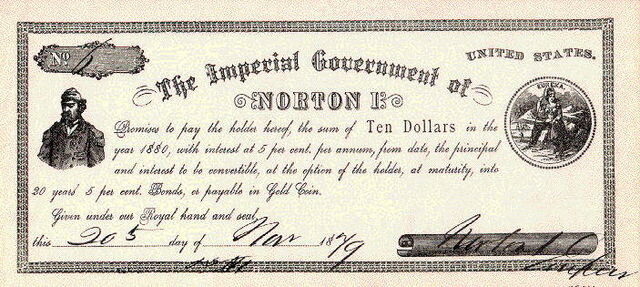 No 6
UNITED STATES.
The Imperial Government of
NORTON I.
EUREKA
Promises to pay the holder hereof, the sum of Ten Dollars in the
year 1880, with interest at 5 per cent. per annum, from date, the principal
and interest to be convertible, at the option of the holder, at maturity, into
20 years' 5 per cent. Bonds, or payable in Gold Coin.
Given under our Royal hand and seal
this 20 day of Nov 1879
Norton I